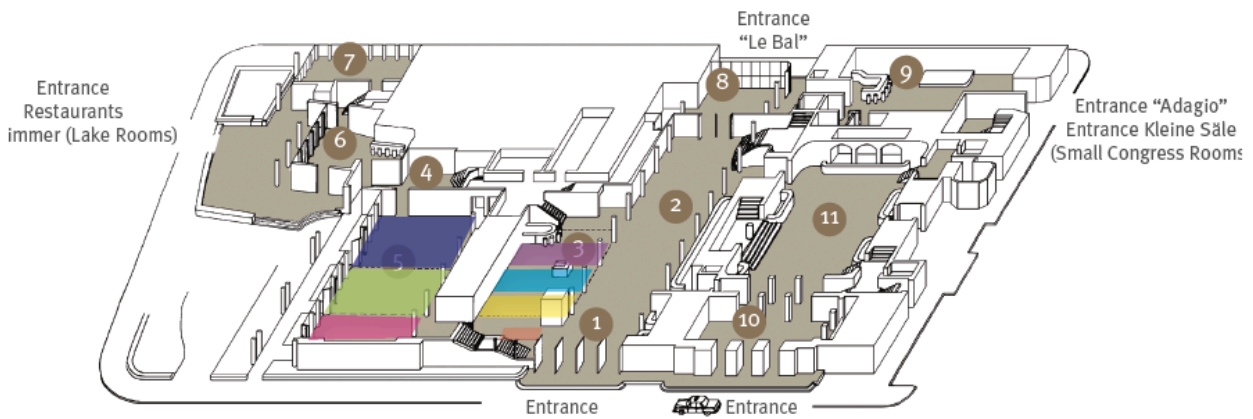 Entrance
"Le Bal"
7
8
9
Entrance
Restaurants
immer (Lake Rooms)
Entrance "Adagio"
Entrance Kleine Säle
(Small Congress Rooms
6
4
2
11
3
5
1
10
Entrance
Entrance